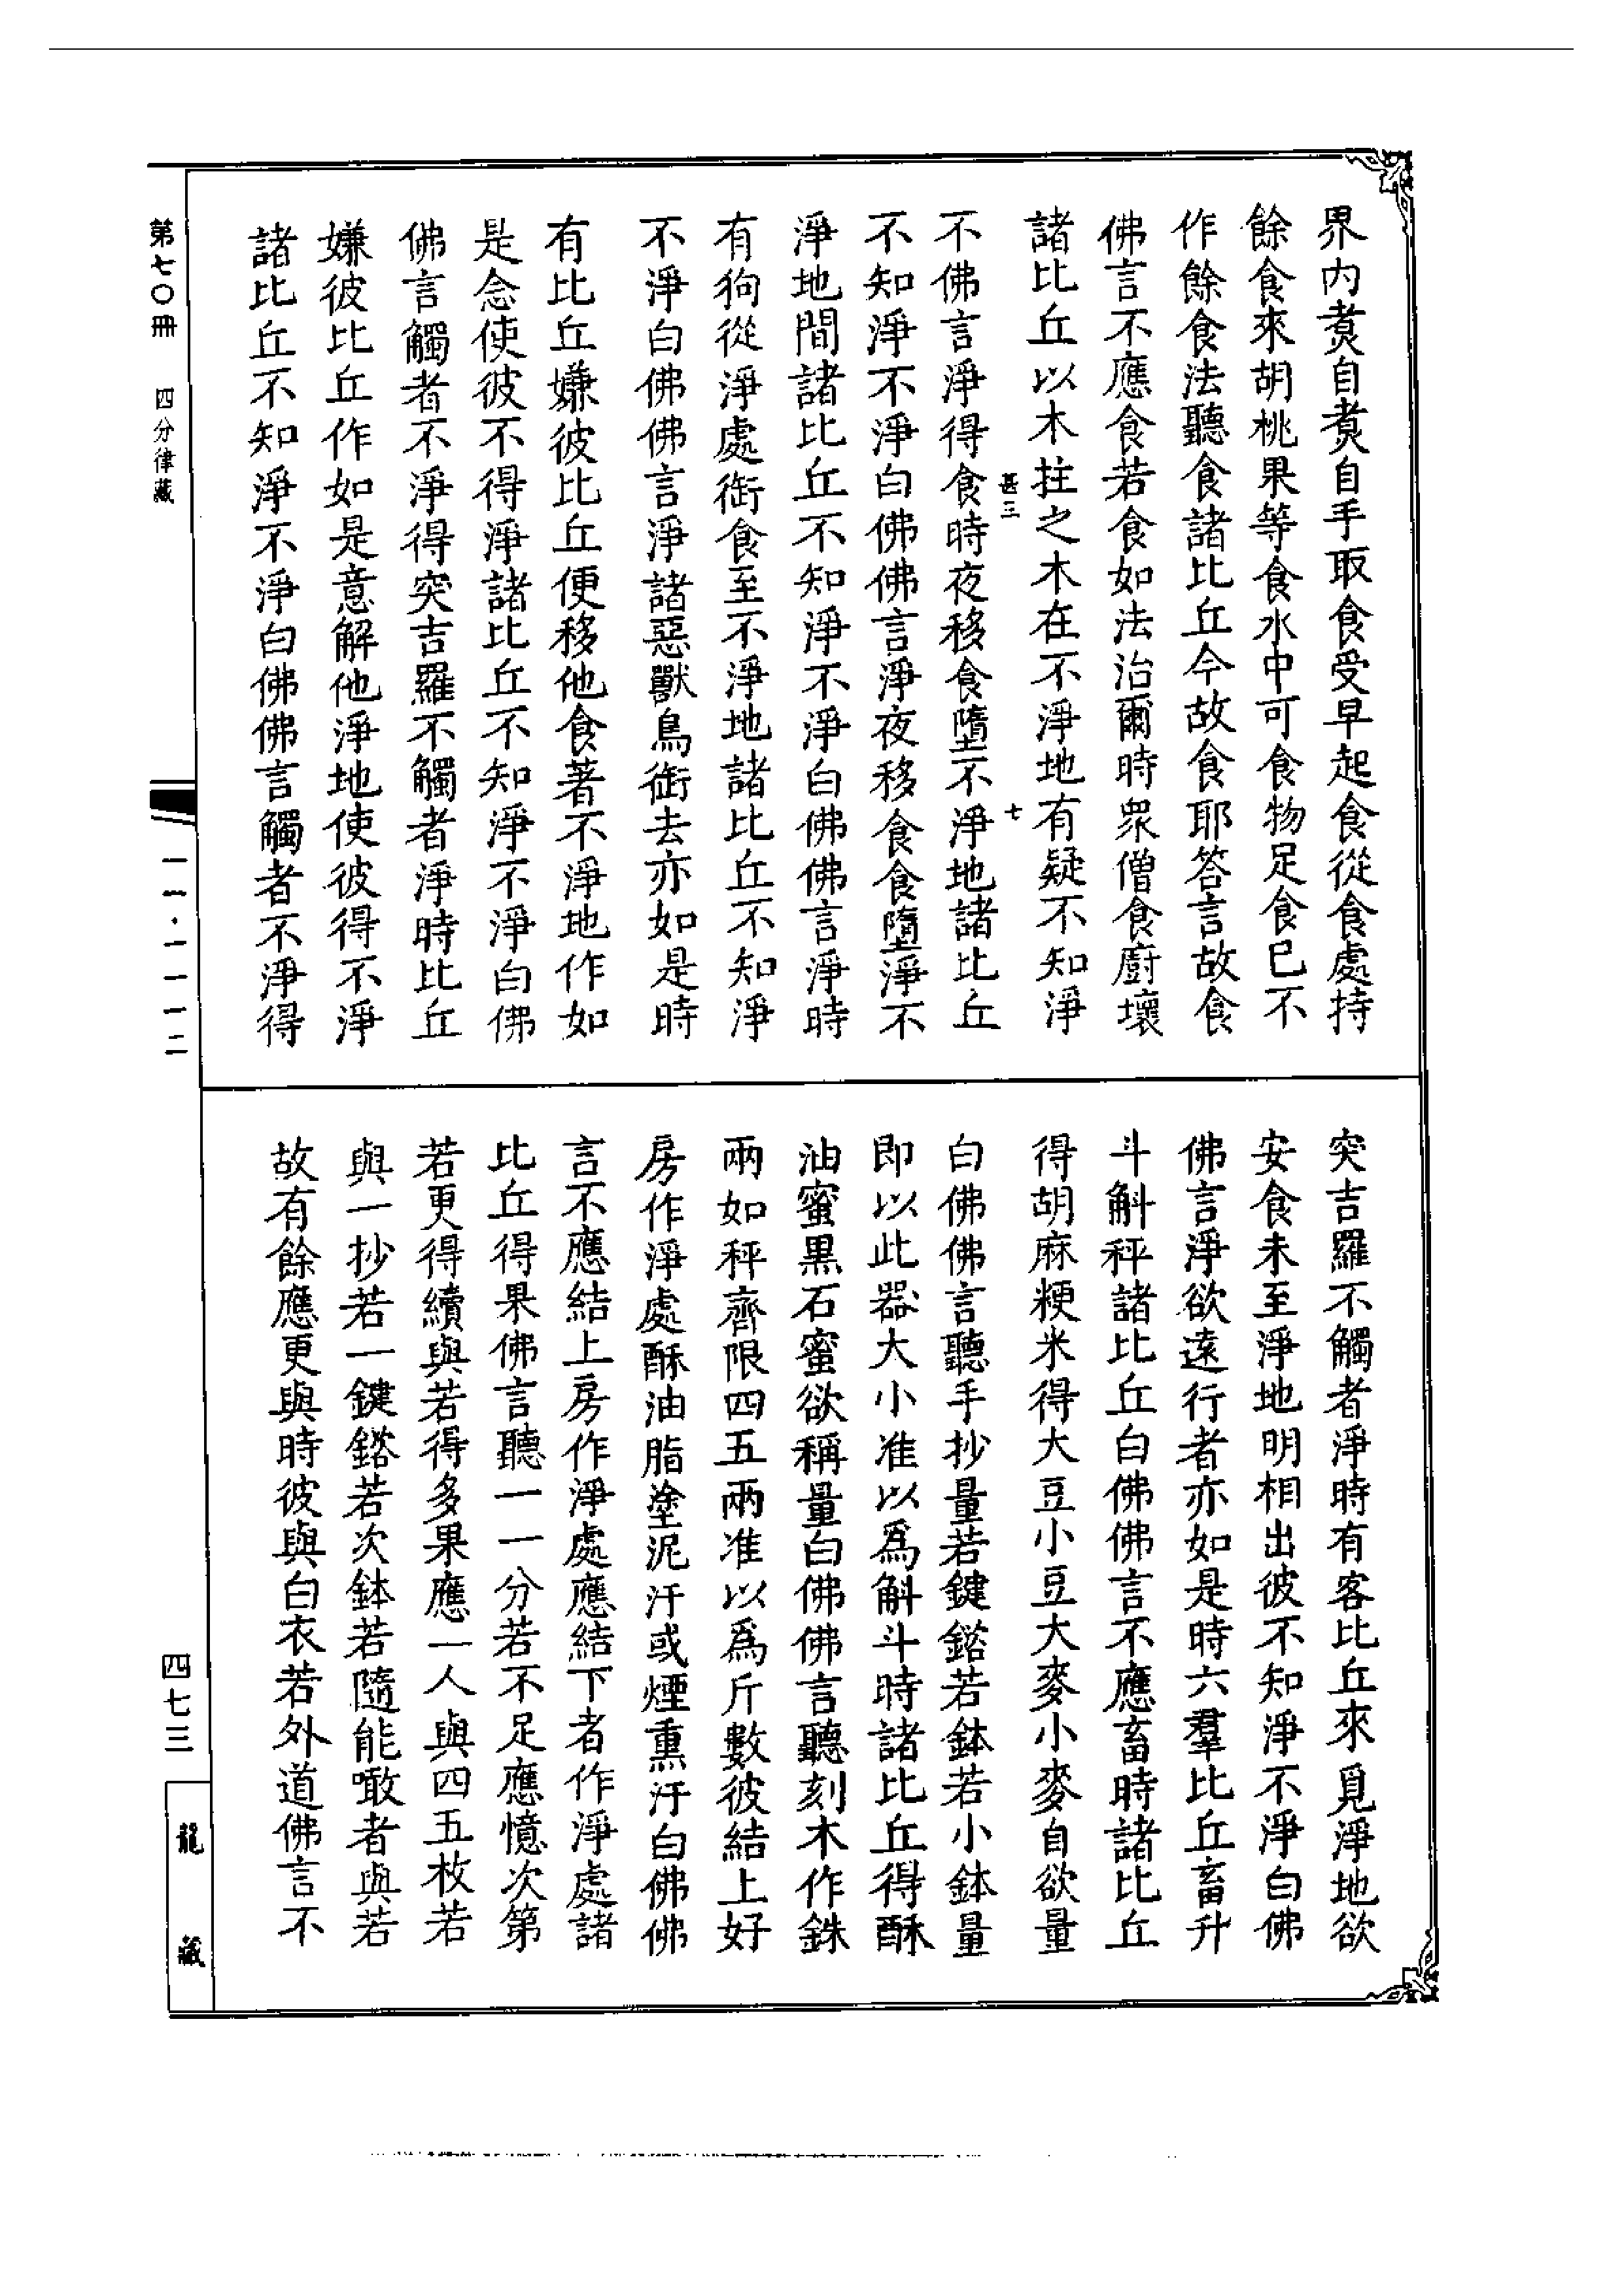 界内煑自煑自手取食受早起食從食處持
餘食來胡桃果等食水中可食物足食已不
作餘食法聽食諸比丘今故食耶答言故食
佛言不應食若食如法治爾時衆僧食廚壞
諸比丘以木拄之木在不淨地有疑不知淨
甚三
七
不佛言淨得食時夜移食墮不淨地諸比丘
不知淨不淨白佛佛言淨夜移食食墮淨不
淨地間諸比丘不知淨不淨白佛佛言淨時
有狗從淨處銜食至不淨地諸比丘不知淨
不淨白佛佛言淨諸惡獸鳥銜去亦如是時
有比丘嫌彼比丘便移他食著不淨地作如
是念使彼不得淨諸比丘不知淨不淨白佛
佛言觸者不淨得突吉羅不觸者淨時比丘
嫌彼比丘作如是意解他淨地使彼得不淨
諸比丘不知淨不淨白佛佛言觸者不淨得
突吉羅不觸者淨時有客比丘來覓淨地欲
安食未至淨地明相出彼不知淨不淨白佛
佛言淨欲遠行者亦如是時六羣比丘畜升
斗斛秤諸比丘白佛佛言不應畜時諸比丘
得胡麻粳米得大豆小豆大麥小麥自欲量
白佛佛言聽手抄量若鍵鎔若鉢若小鉢量
即以此器大小准以爲斛斗時諸比丘得酥
油蜜黑石蜜欲稱量白佛佛言聽刻木作銖
兩如秤齊限四五兩准以爲斤數彼結上好
房作淨處酥油脂塗泥汙或煙熏汙白佛佛
言不應結上房作淨處應結下者作淨處諸
比丘得果佛言聽一一分若不足應憶次第
若更得續與若得多果應一人與四五枚若
與一抄若一鍵鎔若次鉢若隨能噉者與若
故有餘應更與時彼與白衣若外道佛言不
第七〇冊 四分律藏
一一·一一一二
四七三
龍藏